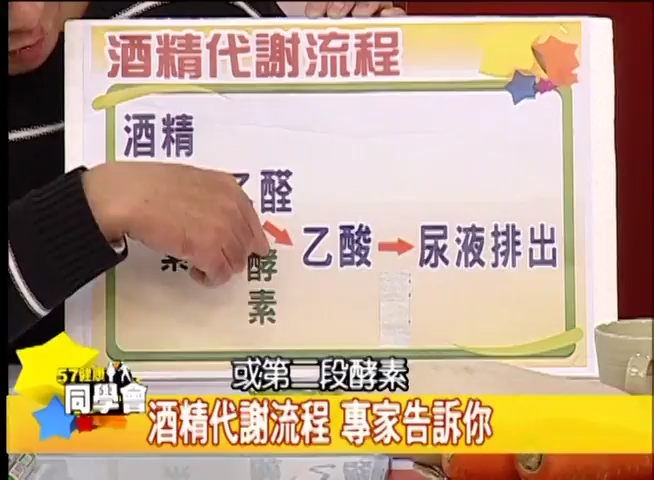 酒精代謝流程
酒精
乙醛
乙酸
尿液排出
素
酵素
57健康
同學會
或第二段酵素
酒精代謝流程 專家告訴你